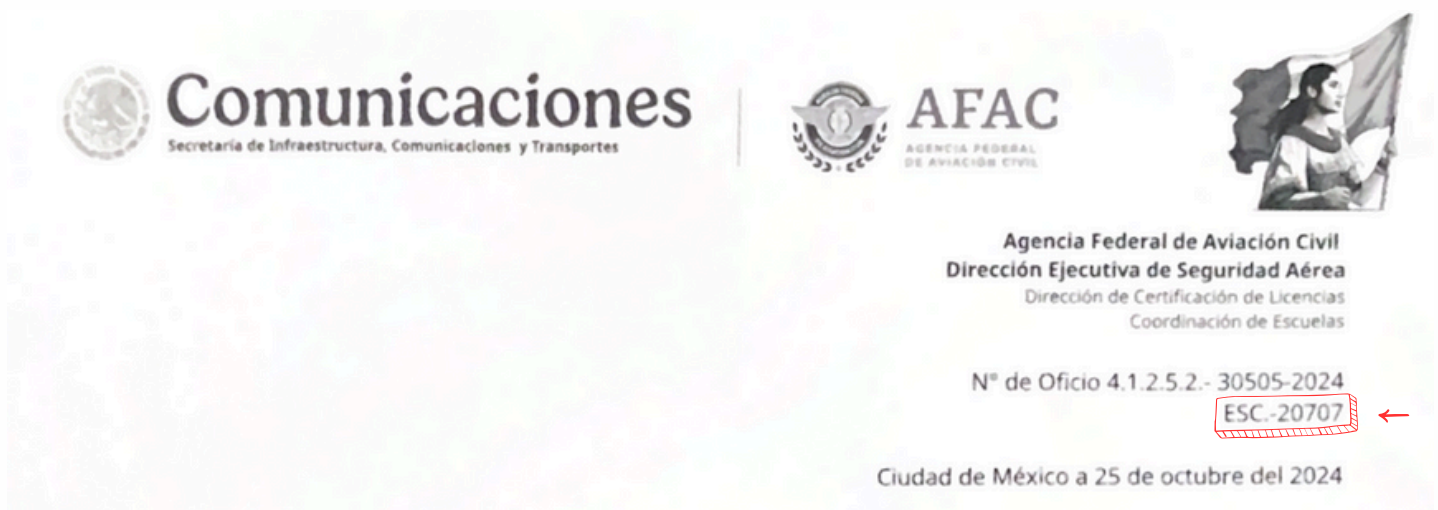 Comunicaciones
Secretaría de Infraestructura, Comunicaciones y Transportes
AFAC
AGENCIA FEDERAL
DE AVIACIÓN CIVIL
Agencia Federal de Aviación Civil
Dirección Ejecutiva de Seguridad Aérea
Dirección de Certificación de Licencias
Coordinación de Escuelas
N° de Oficio 4.1.2.5.2.- 30505-2024
ESC.-20707
Ciudad de México a 25 de octubre del 2024